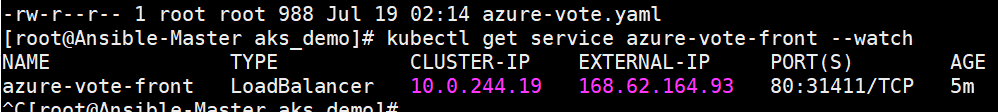 -rw-r--r-- 1 root root 988 Jul 19 02:14 azure-vote.yaml
[root@Ansible-Master aks_demo]# kubectl get service azure-vote-front --watch
NAME TYPE CLUSTER-IP EXTERNAL-IP PORT(S) AGE
azure-vote-front LoadBalancer 10.0.244.19 168.62.164.93 80:31411/TCP 5m
^C[root@Ansible-Master aks_demo]#